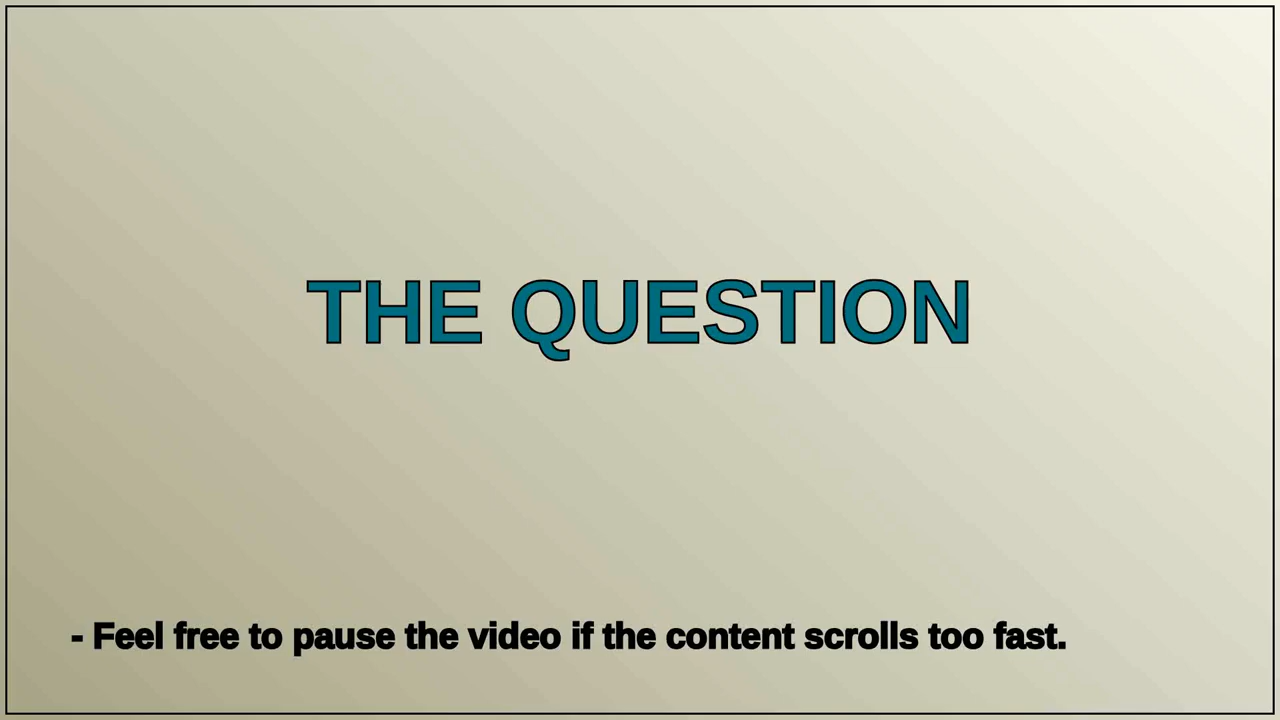 THE QUESTION
- Feel free to pause the video if the content scrolls too fast.